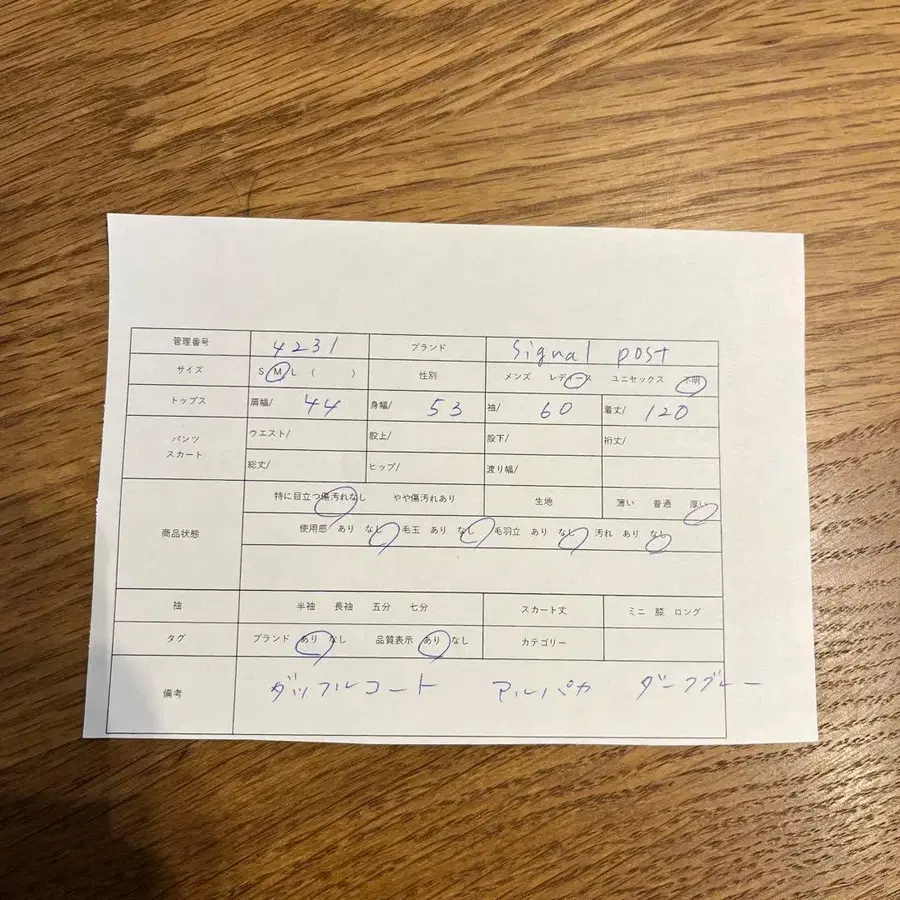 管理番号 4231 ブランド Signal post
サイズ S M L ( ) 性別 メンズ レディース ユニセックス 不明
トップス 肩幅/ 44 身幅/ 53 袖/ 60 着丈/ 120
パンツ スカート ウエスト/ 股上/ 股下/ 裄丈/
総丈/ ヒップ/ 渡り幅/
商品状態 特に目立つ傷汚れなし やや傷汚れあり 生地 薄い 普通 厚い
使用感 あり なし 毛玉 あり なし 毛羽立 あり なし 汚れ あり なし
袖 半袖 長袖 五分 七分 スカート丈 ミニ 膝 ロング
タグ ブランド あり なし 品質表示 あり なし カテゴリー
備考 ダッフルコート アルパカ ダークグレー